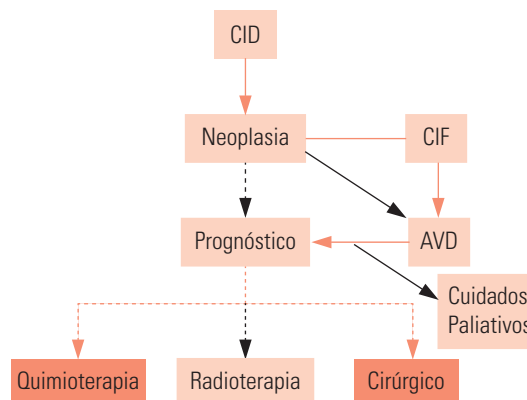 CID
Neoplasia
CIF
Prognóstico
AVD
Cuidados
Paliativos
Quimioterapia
Radioterapia
Cirúrgico